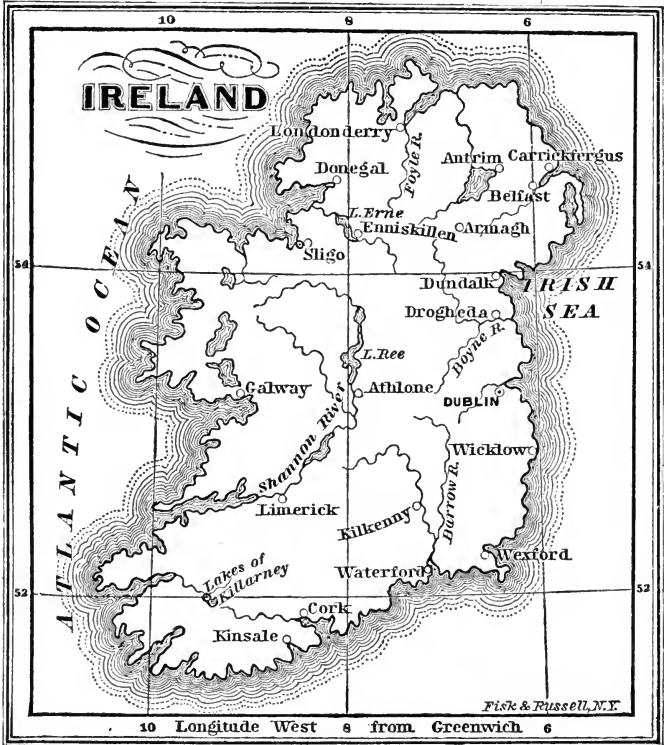 10 8 6
IRELAND
Londonderry
Foyle R.
Donegal
Antrim
Carrickfergus
Belfast
L. Erne
Enniskillen
Armagh
Sligo
54
54
Dundalk
IRISH
SEA
Drogheda
Boyne R.
L. Ree
ATLANTIC OCEAN
Galway
Athlone
DUBLIN
Shannon River
Wicklow
Limerick
Kilkenny
Barrow R.
Wexford
Waterford
Lakes of
Killarney
52
52
Cork
Kinsale
Fisk & Russell, N.Y.
10 Longitude West 8 from Greenwich 6